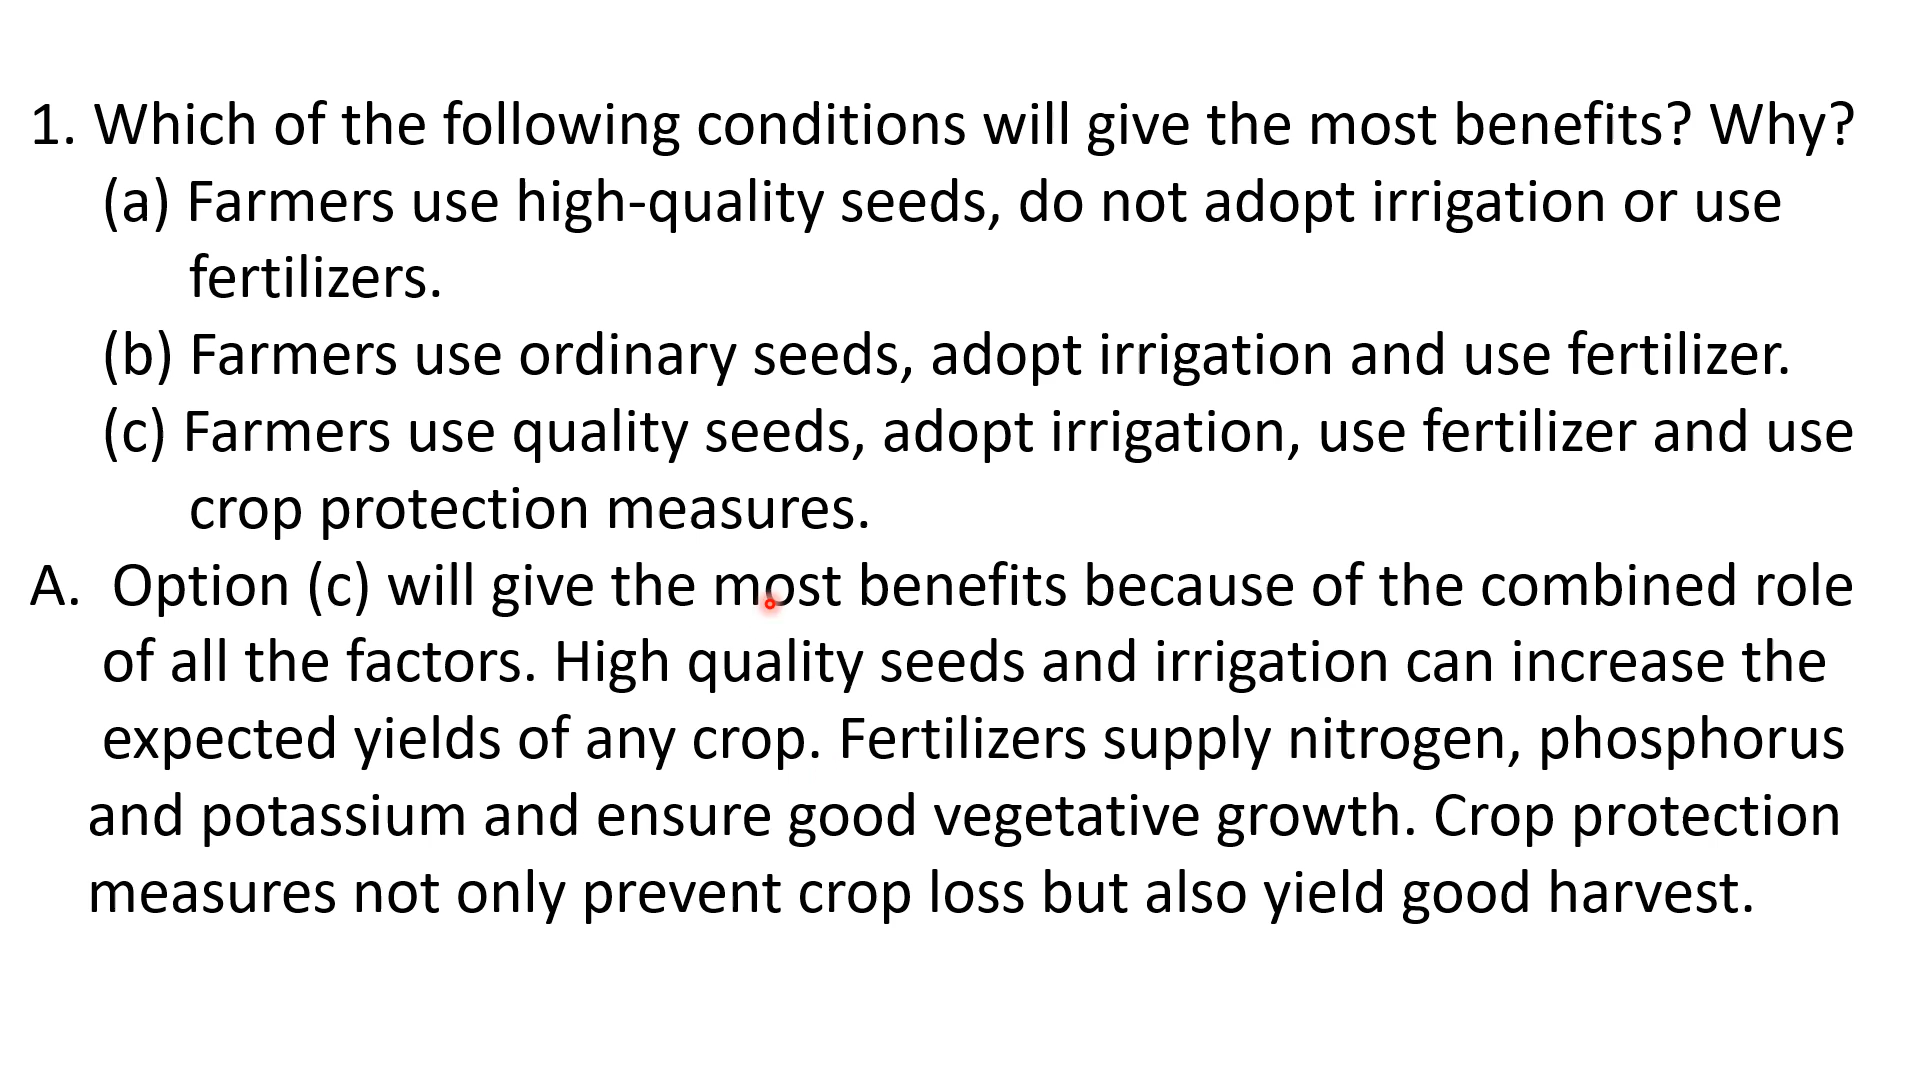 1. Which of the following conditions will give the most benefits? Why?
(a) Farmers use high-quality seeds, do not adopt irrigation or use
fertilizers.
(b) Farmers use ordinary seeds, adopt irrigation and use fertilizer.
(c) Farmers use quality seeds, adopt irrigation, use fertilizer and use
crop protection measures.
A. Option (c) will give the most benefits because of the combined role
of all the factors. High quality seeds and irrigation can increase the
expected yields of any crop. Fertilizers supply nitrogen, phosphorus
and potassium and ensure good vegetative growth. Crop protection
measures not only prevent crop loss but also yield good harvest.